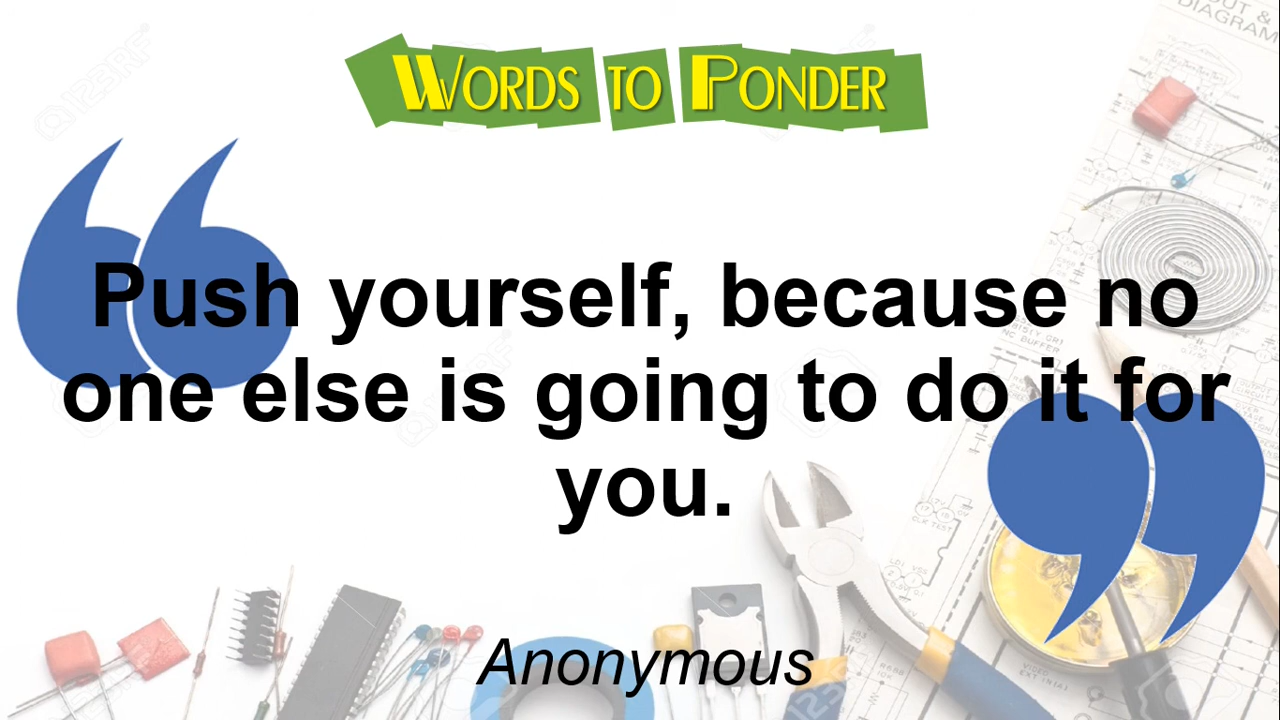 WORDS TO PONDER
Push yourself, because no
one else is going to do it for
you.
Anonymous